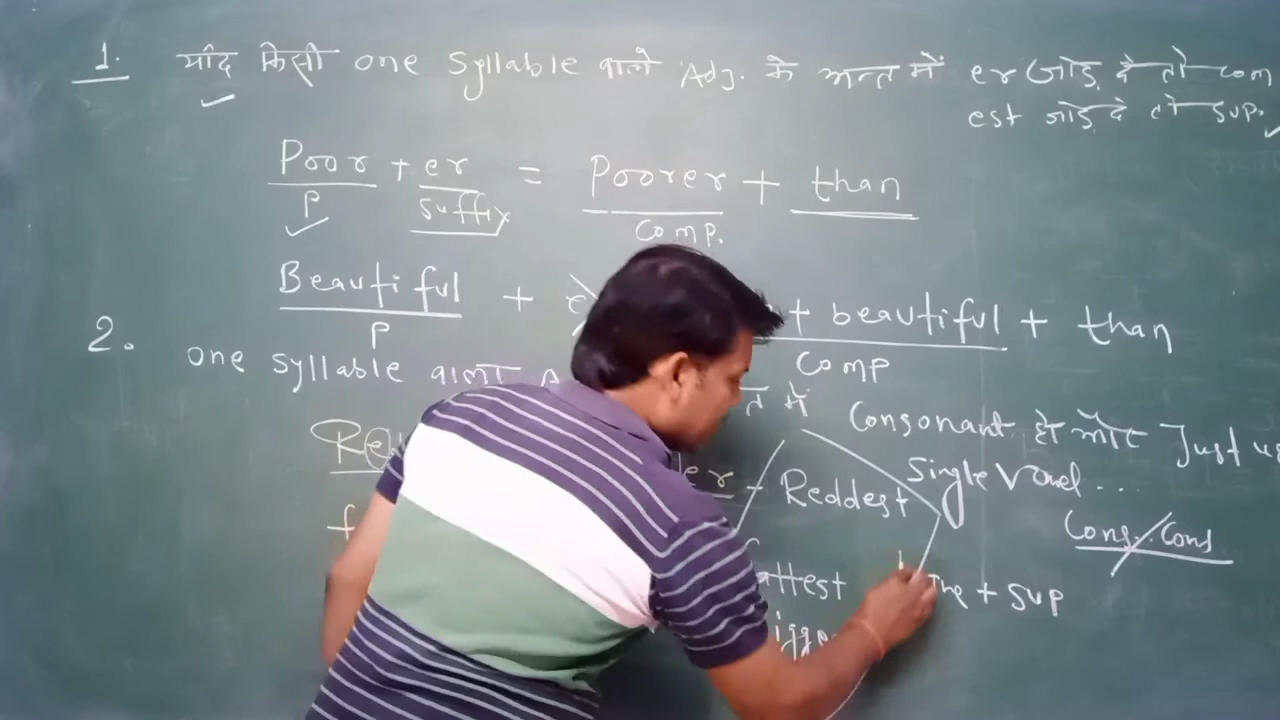 1. यदि किसी one Syllable वाले Adj. के अन्त में er जोड़ दे तो com
est जोड़ दे तो sup.
Poor + er = Poorer + than
P suffix Comp.
Beautiful + + beautiful + than
P Comp
2. one syllable वाला
में Consonant हो और Just
Single Vowel ...
Reddest
Cons./Cons
attest The + sup